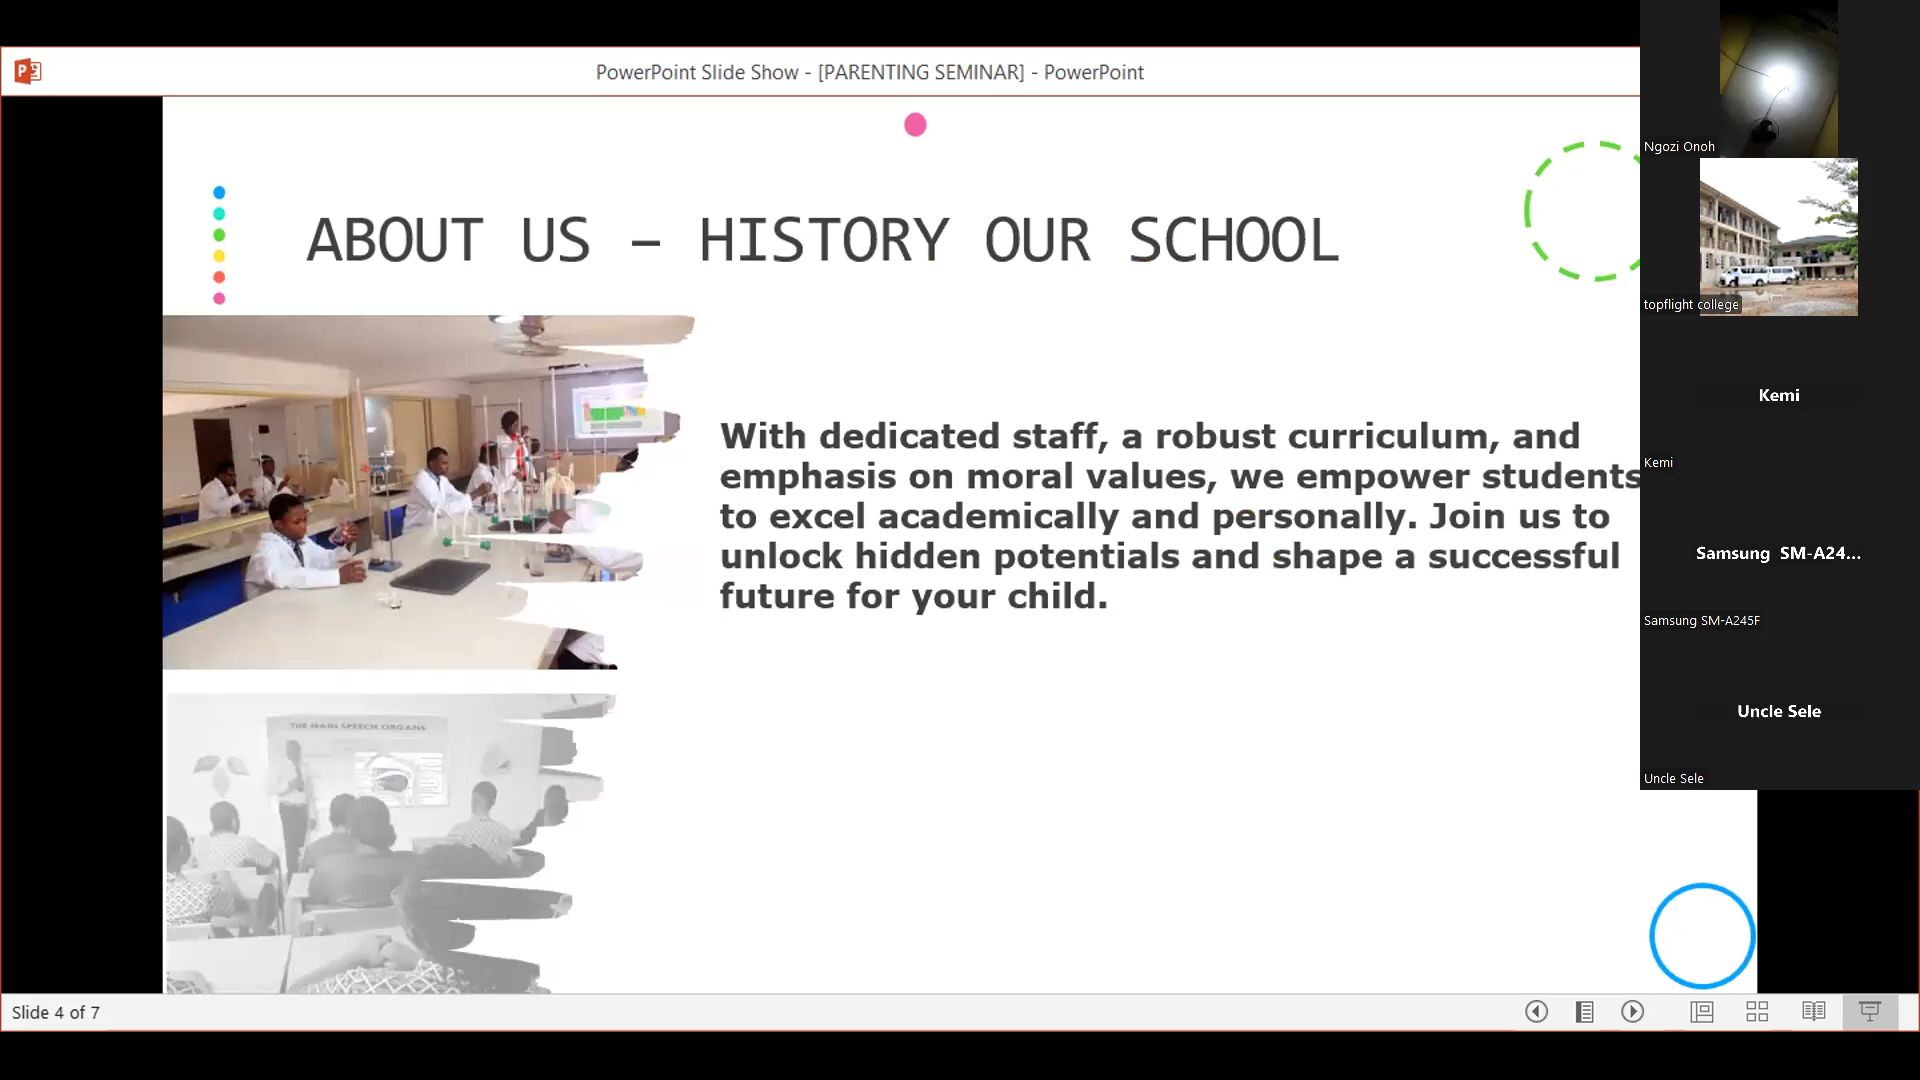 PowerPoint Slide Show - [PARENTING SEMINAR] - PowerPoint
ABOUT US – HISTORY OUR SCHOOL
With dedicated staff, a robust curriculum, and
emphasis on moral values, we empower students
to excel academically and personally. Join us to
unlock hidden potentials and shape a successful
future for your child.
THE MAIN SPEECH ORGANS
Slide 4 of 7
Ngozi Onoh
topflight college
Kemi
Kemi
Samsung SM-A24...
Samsung SM-A245F
Uncle Sele
Uncle Sele